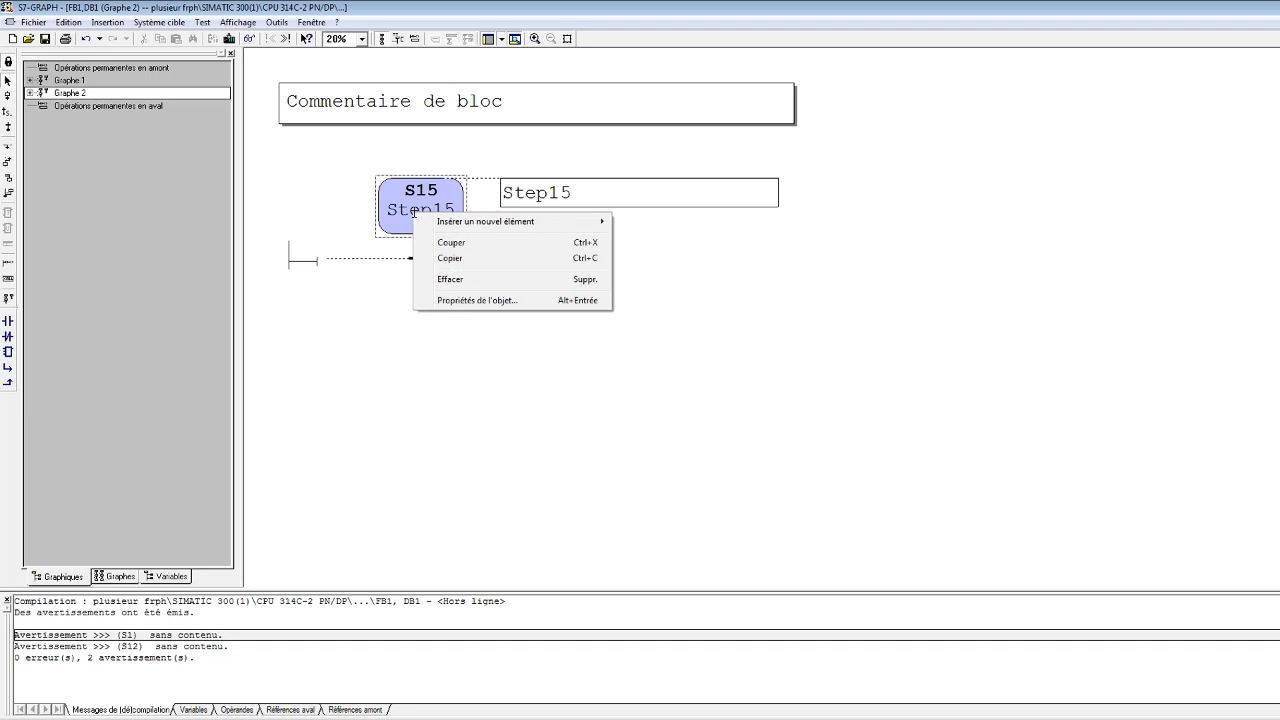 S7-GRAPH - [FB1,DB1 (Graphe 2) -- plusieur frph\SIMATIC 300(1)\CPU 314C-2 PN/DP\...]
Fichier Edition Insertion Système cible Test Affichage Outils Fenêtre ?
20%
Opérations permanentes en amont
Graphe 1
Graphe 2
Opérations permanentes en aval
Commentaire de bloc
S15
Step15
Step15
Insérer un nouvel élément
Couper Ctrl+X
Copier Ctrl+C
Effacer Suppr.
Propriétés de l'objet... Alt+Entrée
Graphiques Graphes Variables
Compilation : plusieur frph\SIMATIC 300(1)\CPU 314C-2 PN/DP\...\FB1, DB1 - <Hors ligne>
Des avertissements ont été émis.
Avertissement >>> (S1) sans contenu.
Avertissement >>> (S12) sans contenu.
0 erreur(s), 2 avertissement(s).
Messages de (dé)compilation Variables Opérandes Références aval Références amont